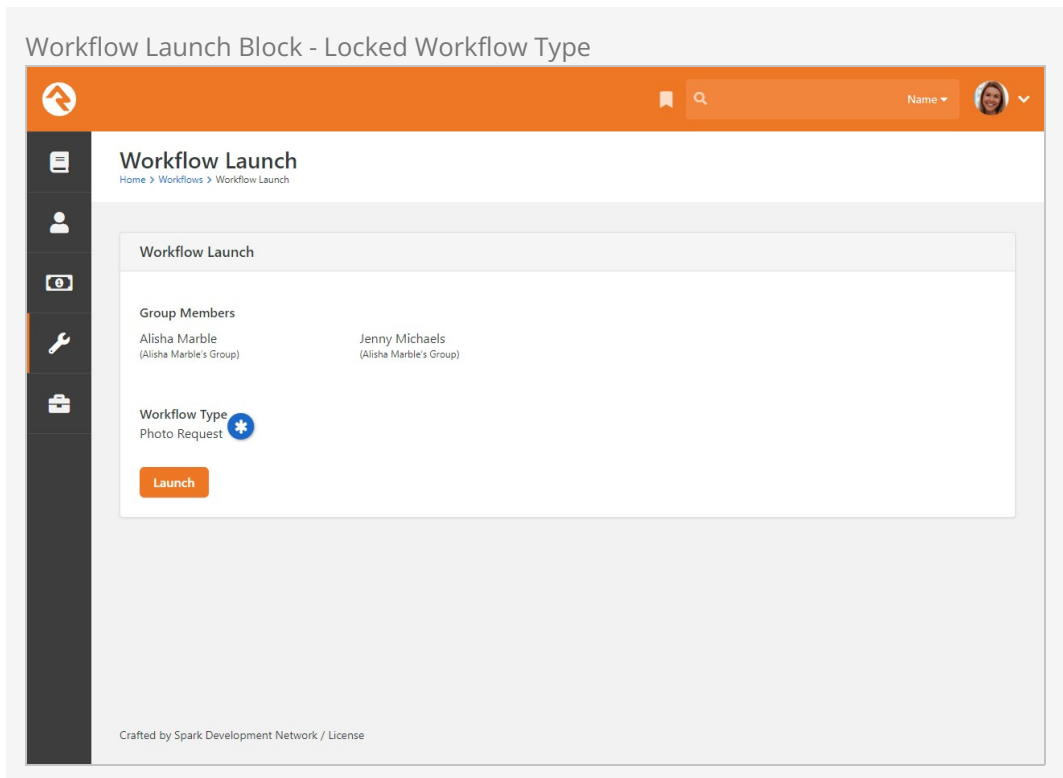 Workflow Launch Block - Locked Workflow Type
Name
Workflow Launch
Home > Workflows > Workflow Launch
Workflow Launch
Group Members
Alisha Marble Jenny Michaels
(Alisha Marble's Group) (Alisha Marble's Group)
Workflow Type
Photo Request
Launch
Crafted by Spark Development Network / License